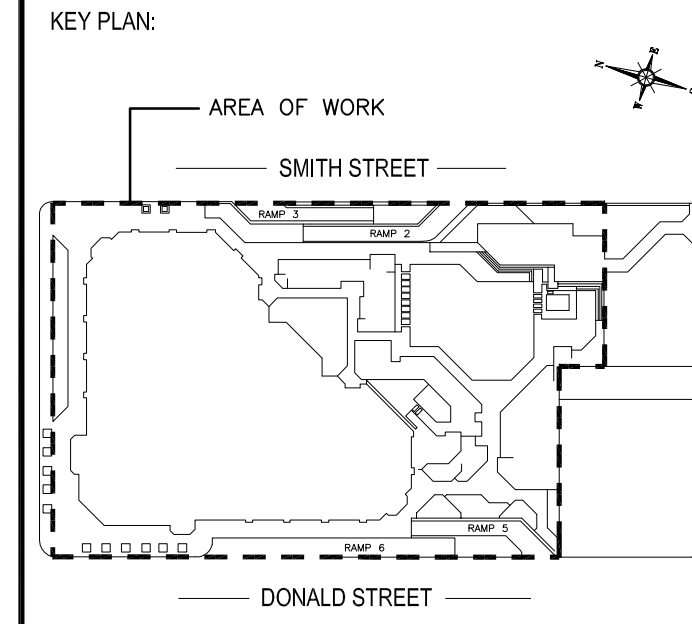 KEY PLAN:
N
E
W
AREA OF WORK
SMITH STREET
RAMP 3
RAMP 2
RAMP 5
RAMP 6
DONALD STREET